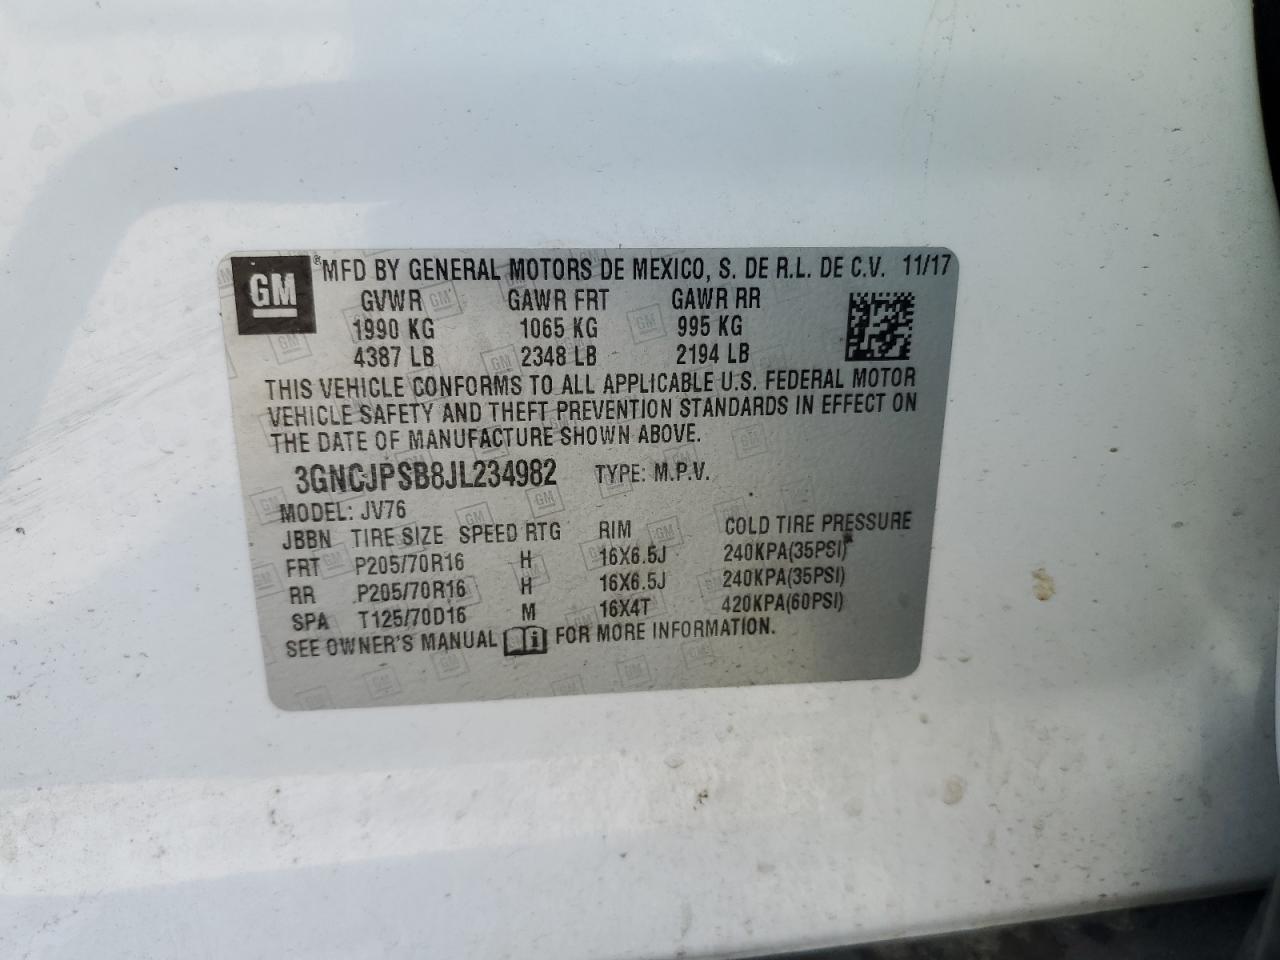 GM ® MFD BY GENERAL MOTORS DE MEXICO, S. DE R.L. DE C.V. 11/17
GVWR GAWR FRT GAWR RR
1990 KG 1065 KG 995 KG
4387 LB 2348 LB 2194 LB
THIS VEHICLE CONFORMS TO ALL APPLICABLE U.S. FEDERAL MOTOR
VEHICLE SAFETY AND THEFT PREVENTION STANDARDS IN EFFECT ON
THE DATE OF MANUFACTURE SHOWN ABOVE.
3GNCJPSB8JL234982 TYPE: M.P.V.
MODEL: JV76
JBBN TIRE SIZE SPEED RTG RIM COLD TIRE PRESSURE
FRT P205/70R16 H 16X6.5J 240KPA(35PSI)
RR P205/70R16 H 16X6.5J 240KPA(35PSI)
SPA T125/70D16 M 16X4T 420KPA(60PSI)
SEE OWNER'S MANUAL i FOR MORE INFORMATION.